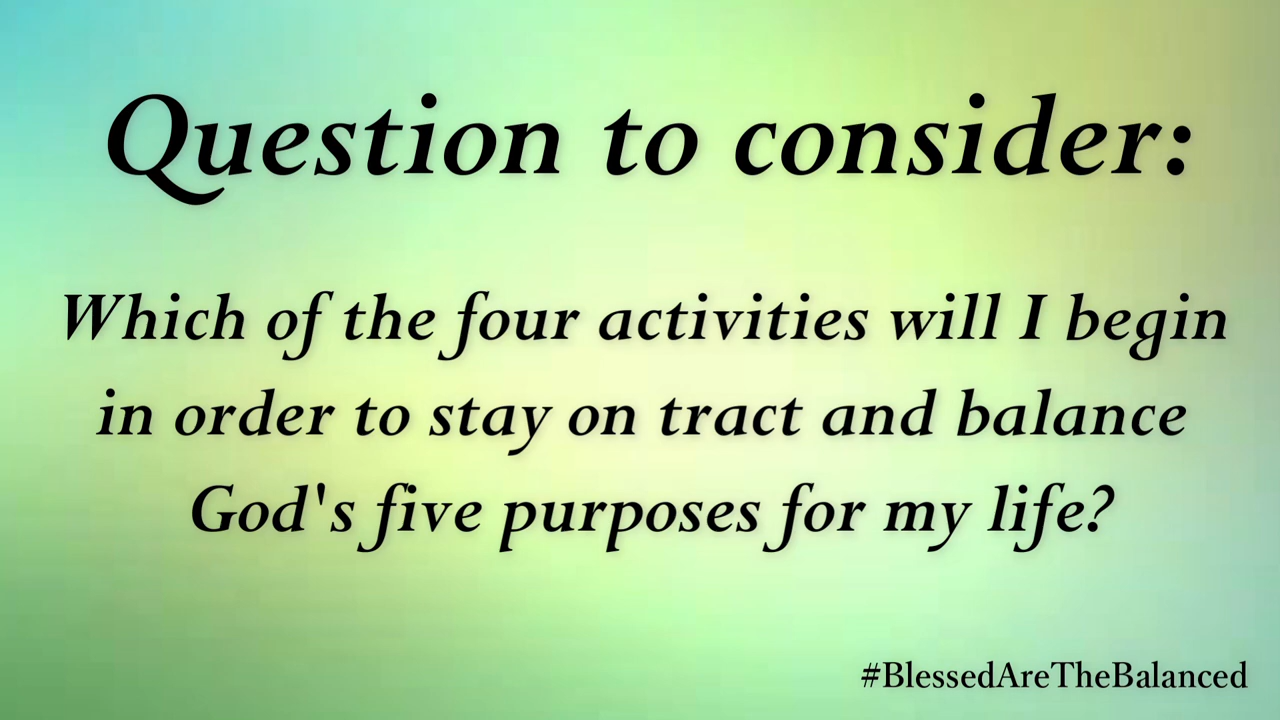 Question to consider:
Which of the four activities will I begin
in order to stay on tract and balance
God's five purposes for my life?
#BlessedAreTheBalanced